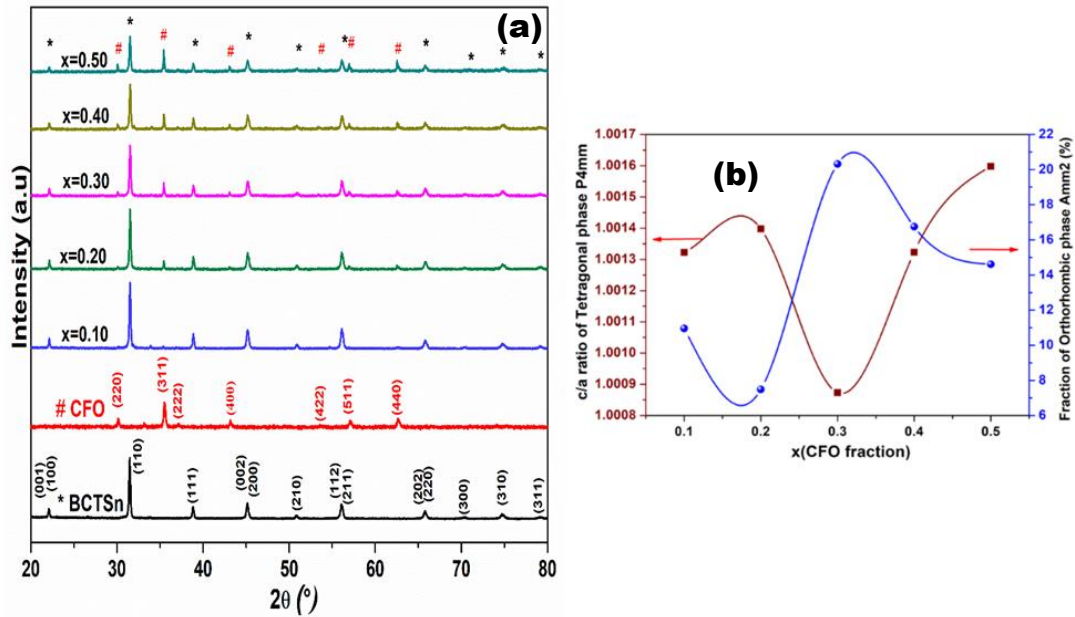 (a)
* * * * * * * * * *
# # # # # #
x=0.50
x=0.40
x=0.30
x=0.20
x=0.10
Intensity (a.u)
# CFO
(220)
(311)
(222)
(400)
(422)
(511)
(440)
* BCTSn
(001)
(100)
(110)
(111)
(002)
(200)
(210)
(112)
(211)
(202)
(220)
(300)
(310)
(311)
20 30 40 50 60 70 80
2θ (°)
(b)
c/a ratio of Tetragonal phase P4mm
1.0017
1.0016
1.0014
1.0013
1.0011
1.0010
1.0009
1.0008
Fraction of Orthorhombic phase Amm2 (%)
22
20
18
16
14
12
10
8
6
0.1 0.2 0.3 0.4 0.5
x(CFO fraction)